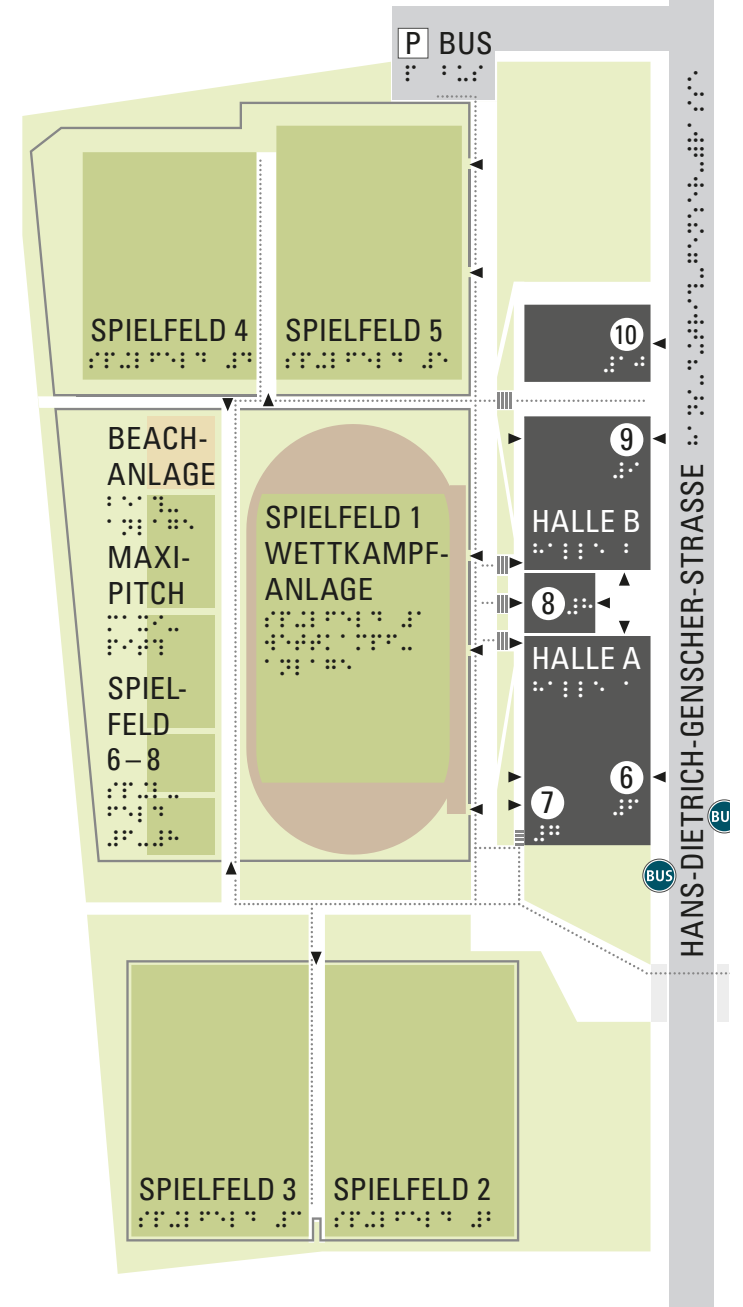 P BUS
SPIELFELD 4
SPIELFELD 5
10
BEACH-
ANLAGE
9
HALLE B
SPIELFELD 1
WETTKAMPF-
ANLAGE
MAXI-
PITCH
8
HALLE A
SPIEL-
FELD
6–8
6
7
HANS-DIETRICH-GENSCHER-STRASSE
BU
BUS
SPIELFELD 3
SPIELFELD 2